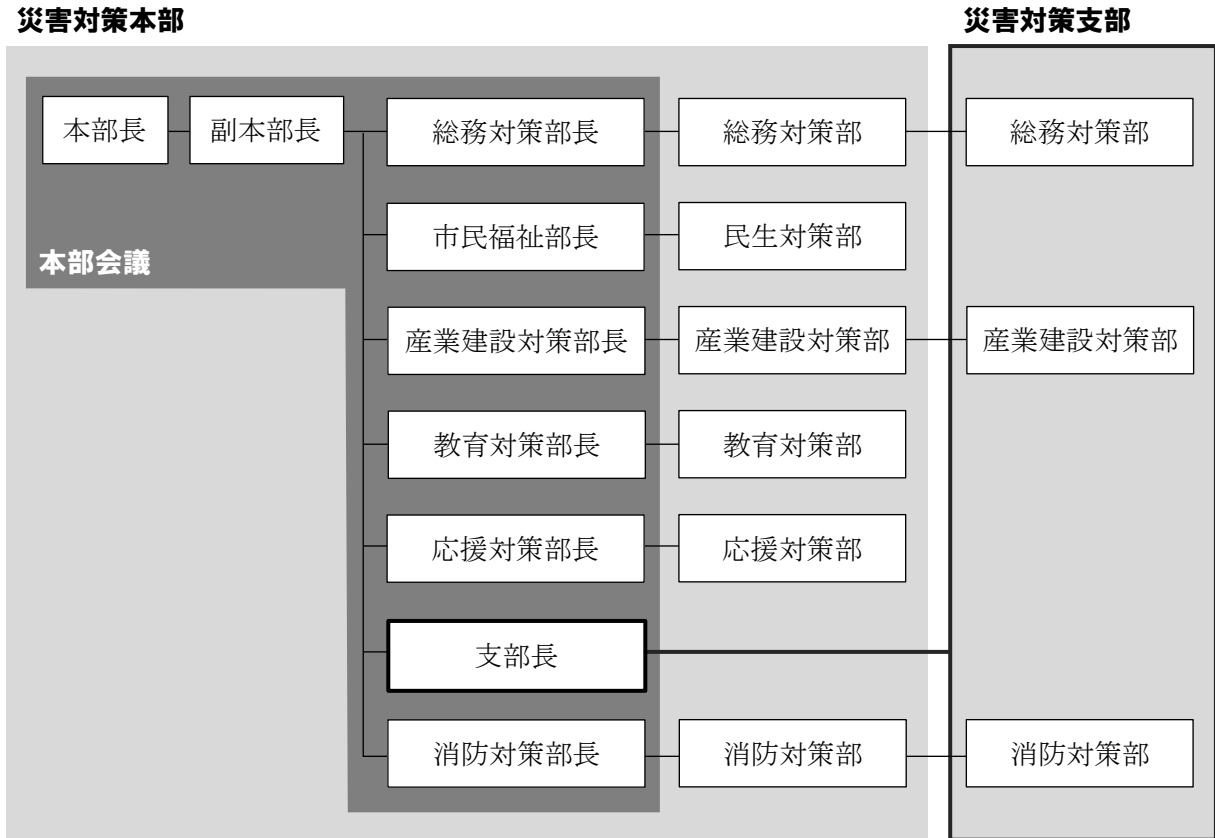 災害対策本部
災害対策支部
本部長
副本部長
総務対策部長
総務対策部
総務対策部
市民福祉部長
民生対策部
本部会議
産業建設対策部長
産業建設対策部
産業建設対策部
教育対策部長
教育対策部
応援対策部長
応援対策部
支部長
消防対策部長
消防対策部
消防対策部